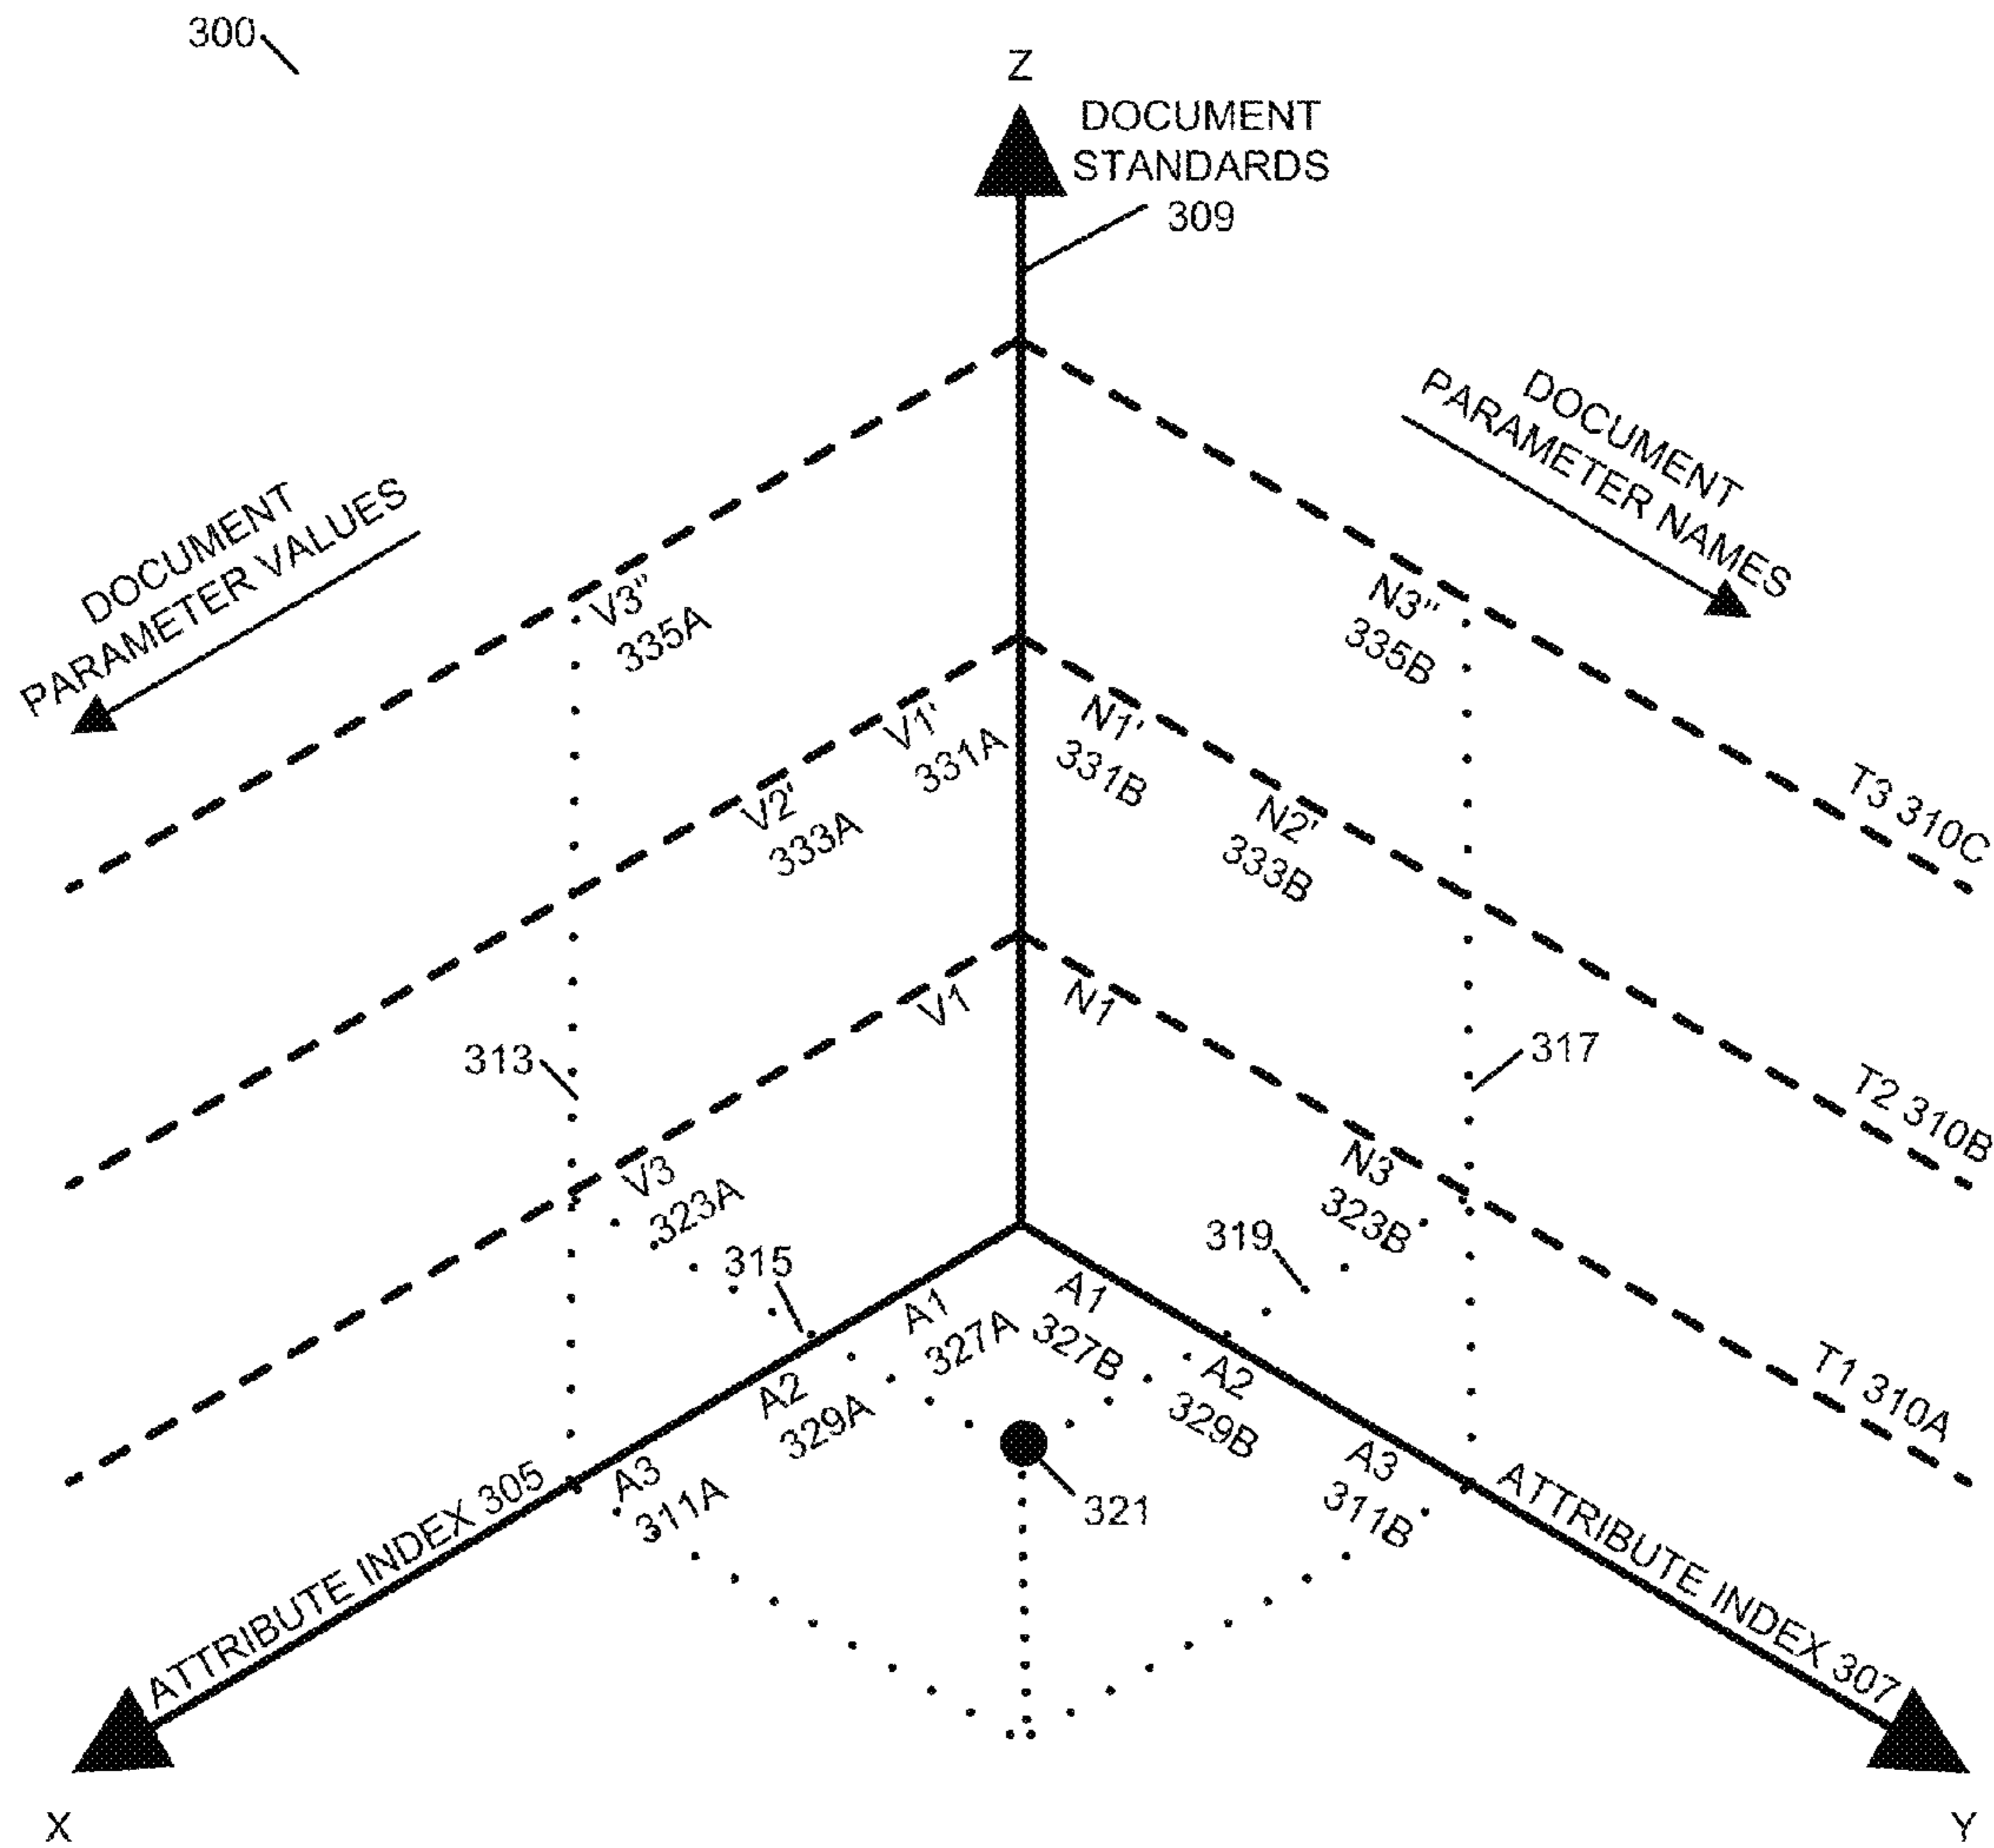 300
Z
DOCUMENT
STANDARDS
309
DOCUMENT
PARAMETER VALUES
DOCUMENT
PARAMETER NAMES
V3"
335A
N3"
335B
T3 310C
V1'
331A
N1'
331B
V2'
333A
N2'
333B
T2 310B
V1
N1
313
317
V3
323A
N3
323B
T1 310A
315
319
A1
327A
A1
327B
A2
329A
A2
329B
A3
311A
A3
311B
321
ATTRIBUTE INDEX 305
ATTRIBUTE INDEX 307
X
Y